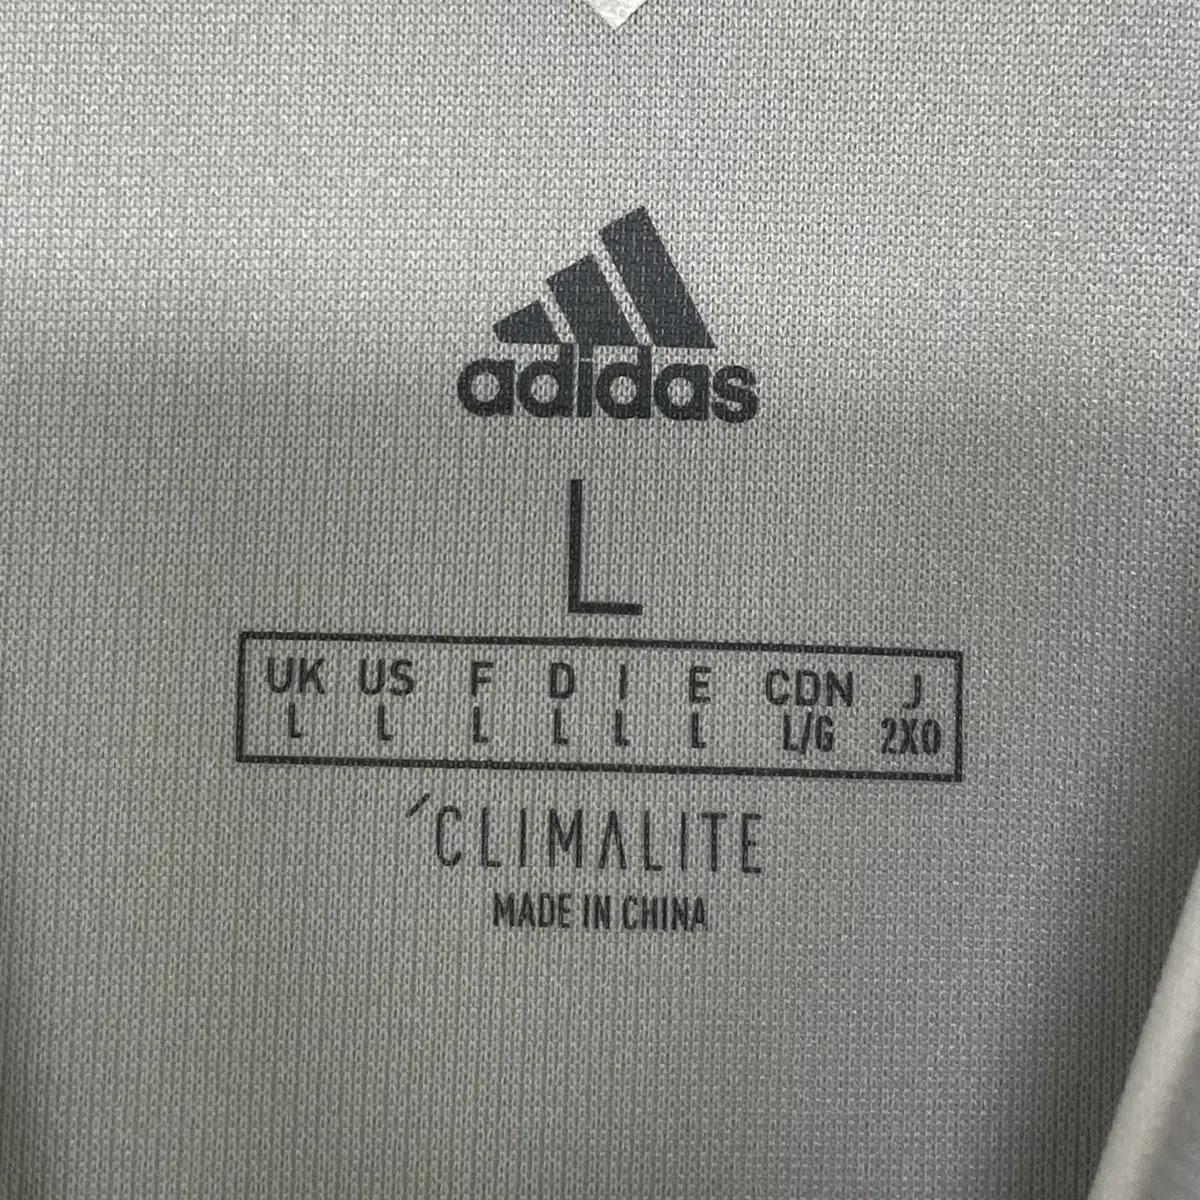 adidas
L
UK US F D I E CDN J
L L L L L L L/G 2XO
´CLIMALITE
MADE IN CHINA